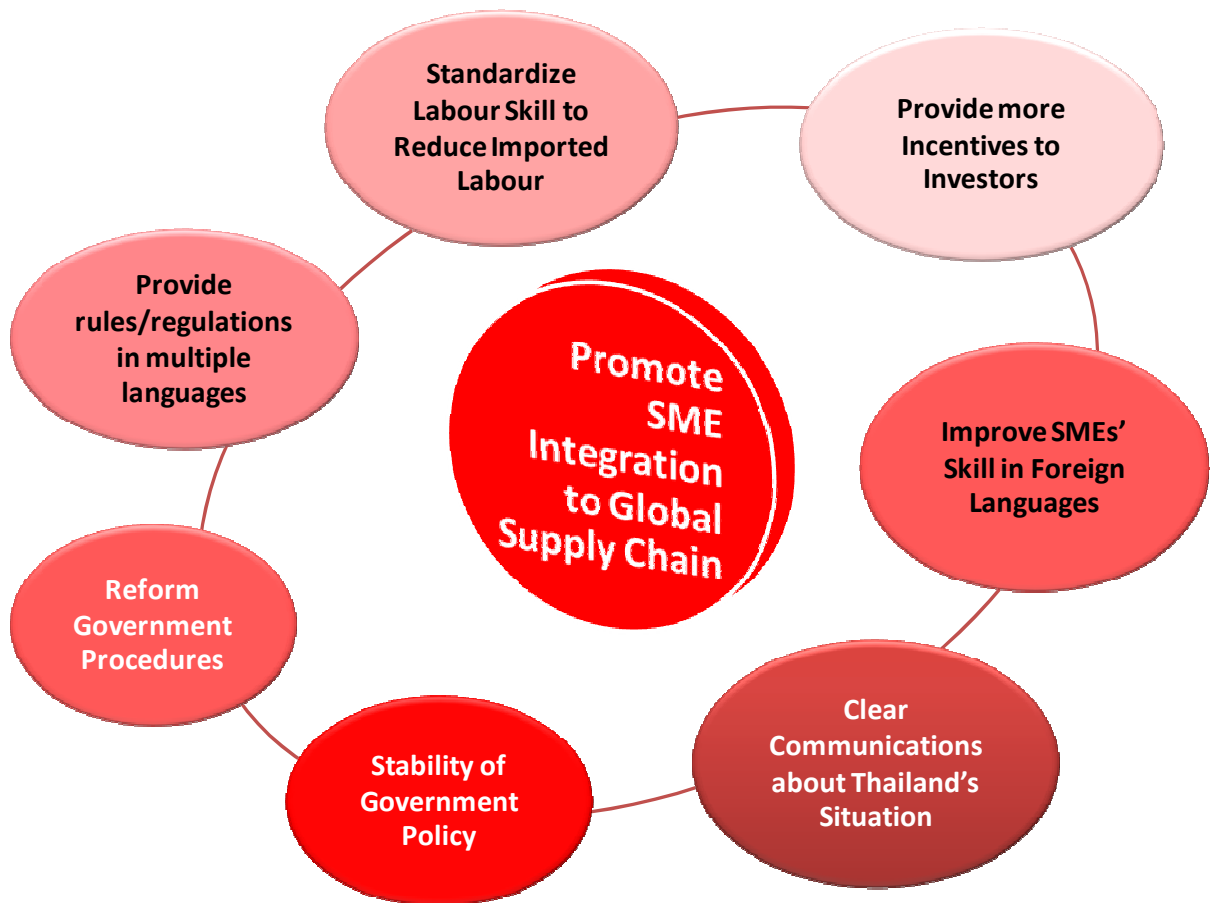 Standardize
Labour Skill to
Reduce Imported
Labour
Provide more
Incentives to
Investors
Provide
rules/regulations
in multiple
languages
Promote
SME
Integration
to Global
Supply Chain
Improve SMEs’
Skill in Foreign
Languages
Reform
Government
Procedures
Clear
Communications
about Thailand’s
Situation
Stability of
Government
Policy